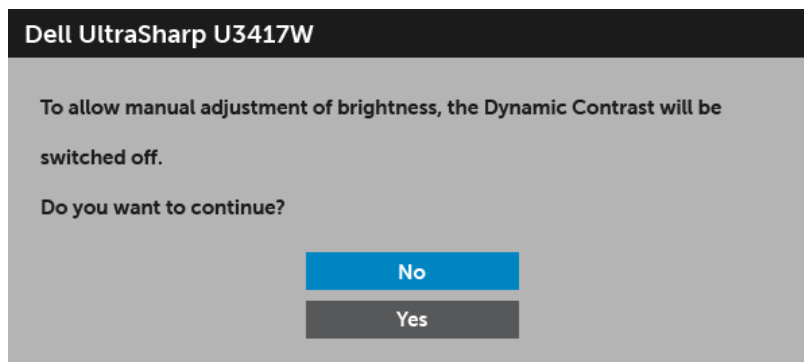 Dell UltraSharp U3417W
To allow manual adjustment of brightness, the Dynamic Contrast will be
switched off.
Do you want to continue?
No
Yes